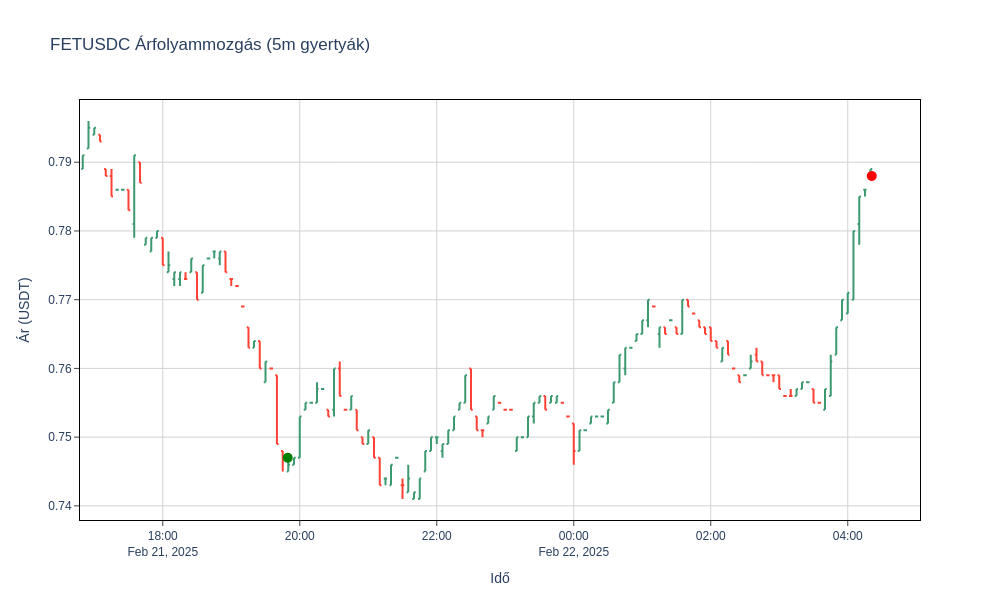 FETUSDC Árfolyammozgás (5m gyertyák)
0.79
0.78
0.77
0.76
0.75
0.74
Ár (USDT)
18:00
Feb 21, 2025
20:00
22:00
00:00
Feb 22, 2025
02:00
04:00
Idő